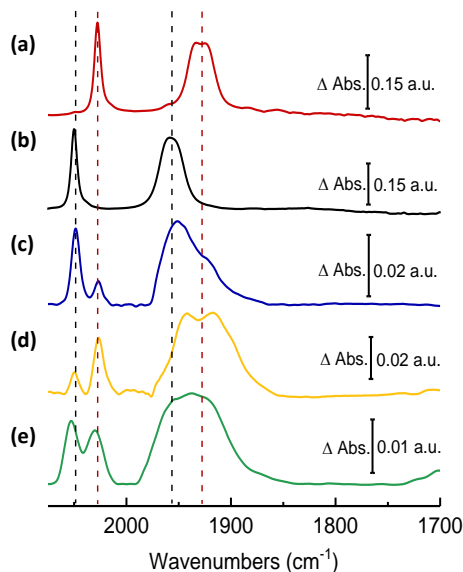 (a)
Δ Abs. 0.15 a.u.
(b)
Δ Abs. 0.15 a.u.
(c)
Δ Abs. 0.02 a.u.
(d)
Δ Abs. 0.02 a.u.
(e)
Δ Abs. 0.01 a.u.
2000 1900 1800 1700
Wavenumbers (cm⁻¹)